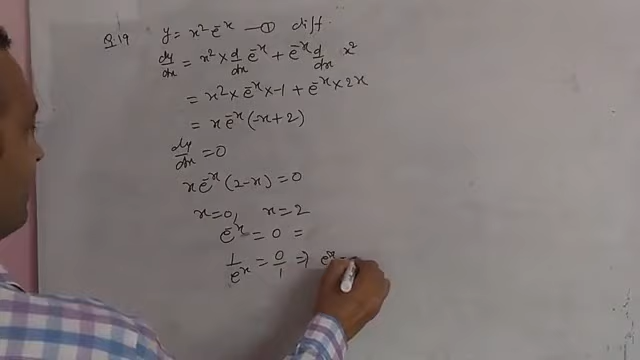 Q.19 y = x² e⁻ˣ —① diff.
dy/dx = x² × d/dx e⁻ˣ + e⁻ˣ d/dx x²
= x² × e⁻ˣ × -1 + e⁻ˣ × 2x
= x e⁻ˣ (-x + 2)
dy/dx = 0
x e⁻ˣ (2 - x) = 0
x = 0, x = 2
e⁻ˣ = 0 =
1/eˣ = 0/1 ⇒ eˣ =